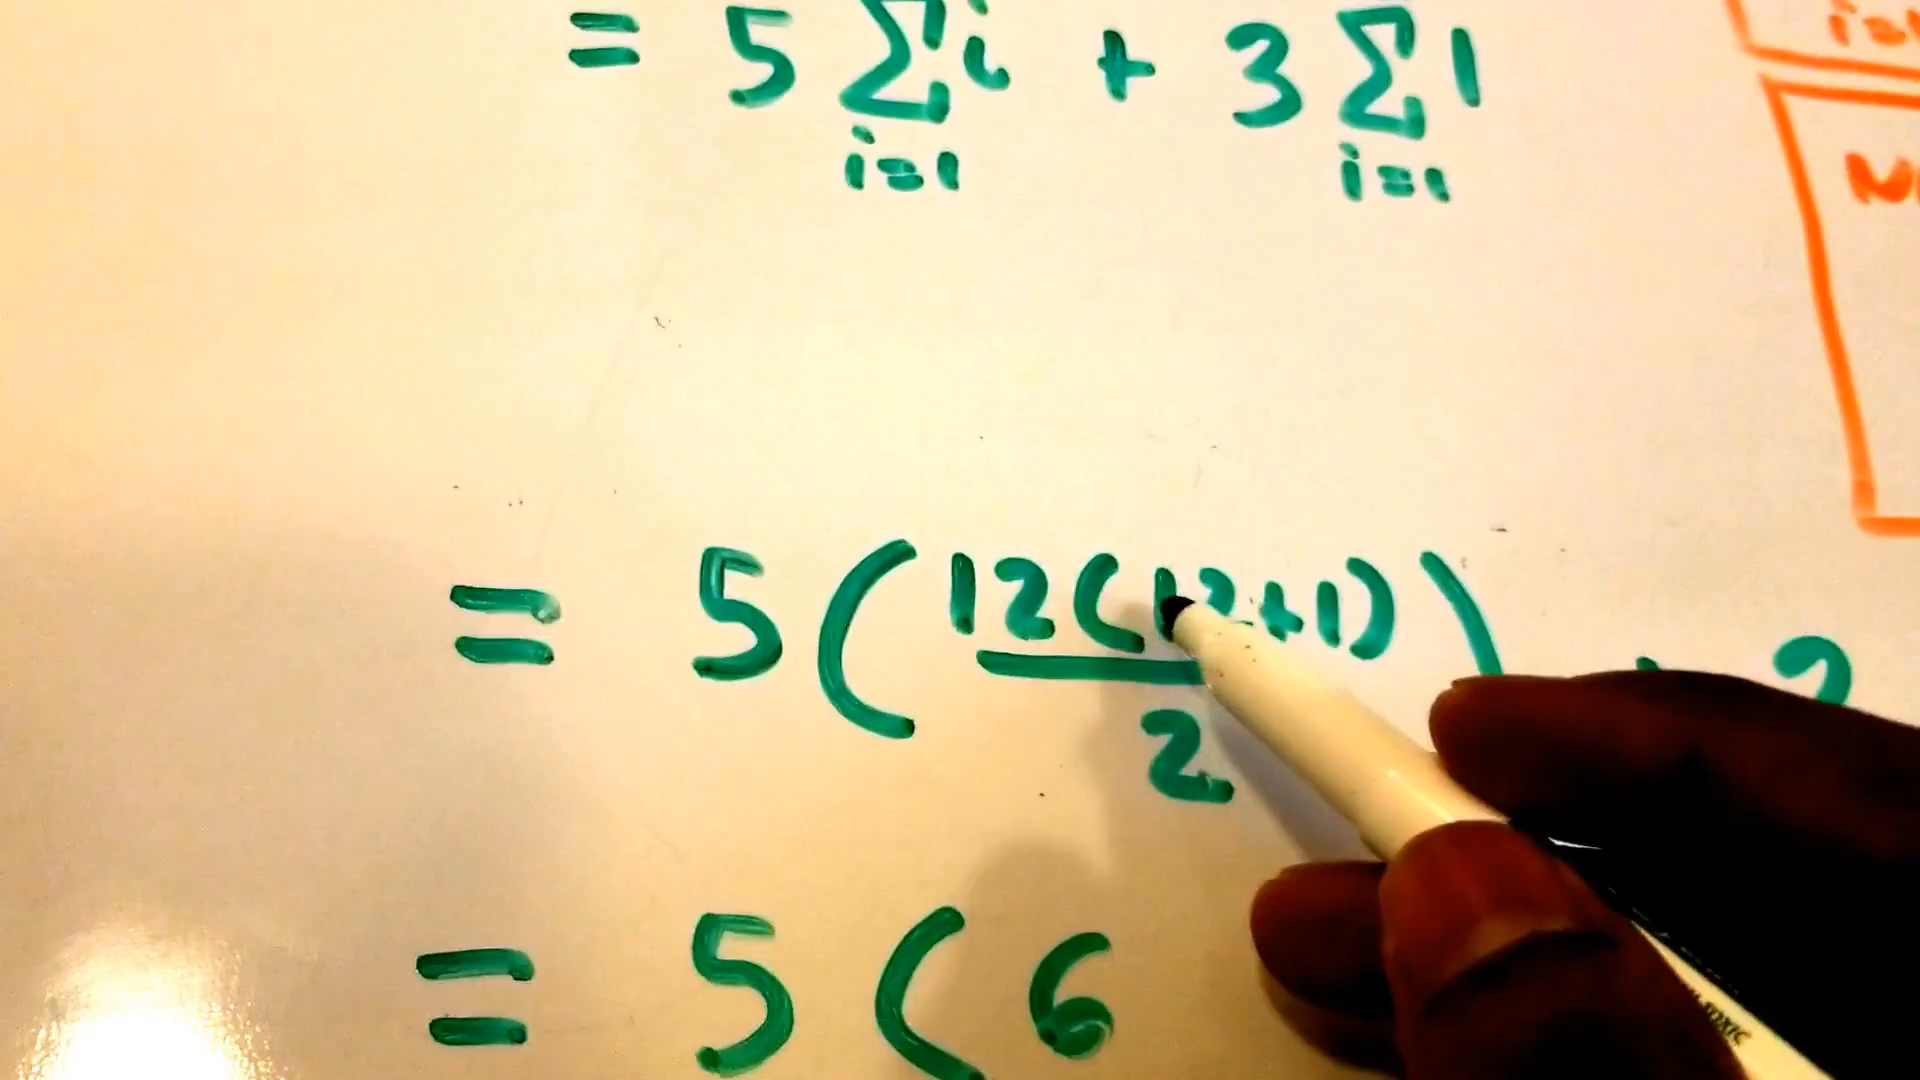 = 5 Σ i + 3 Σ 1
i=1 i=1
= 5 ( 12(12+1) ) +
2
= 5 ( 6